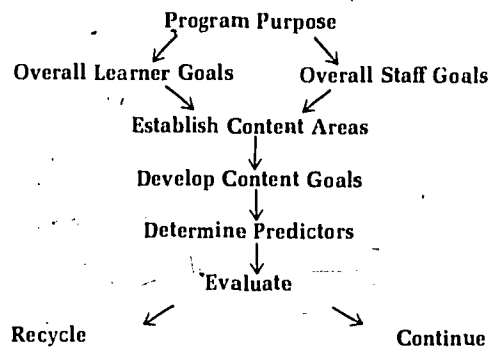 Program Purpose
Overall Learner Goals
Overall Staff Goals
Establish Content Areas
Develop Content Goals
Determine Predictors
Evaluate
Recycle
Continue